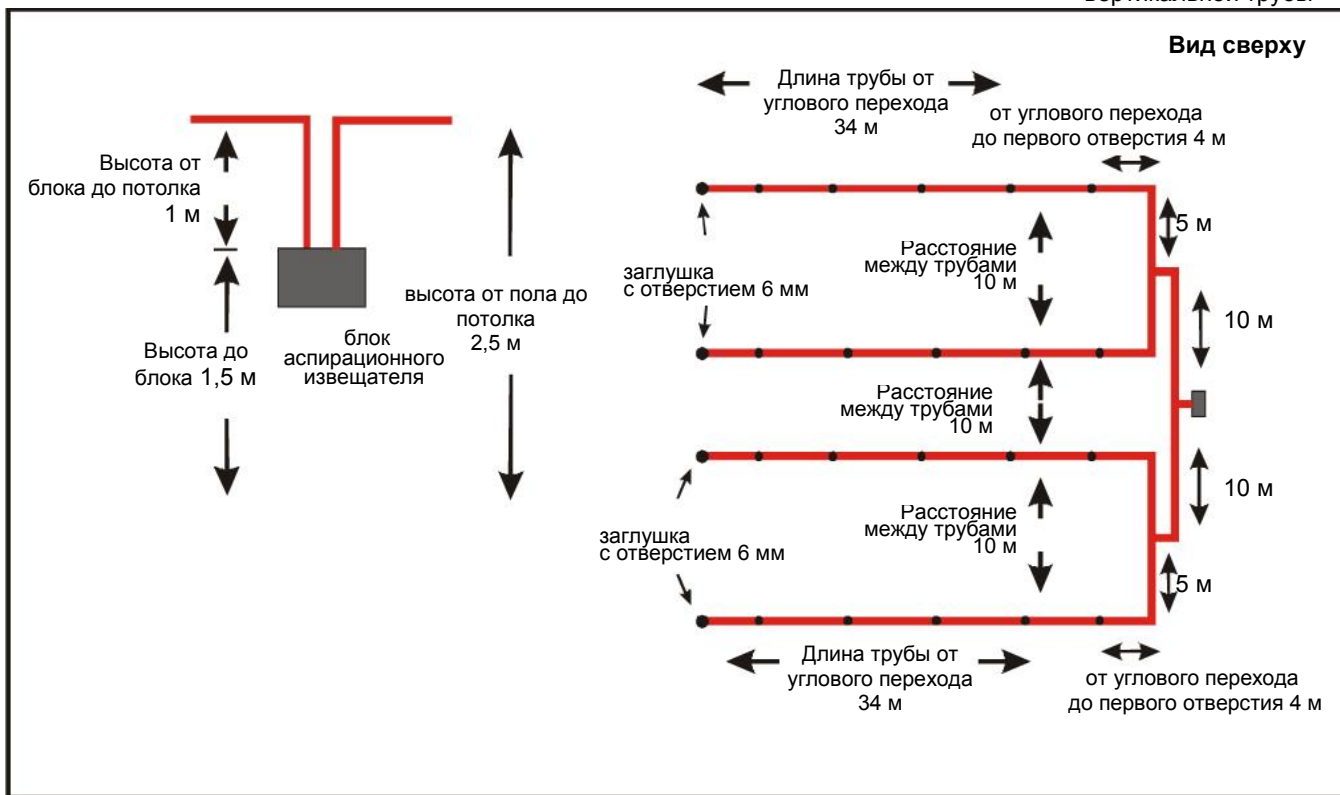 вертикальной трубы
Вид сверху
Высота от
блока до потолка
1 м
Высота до
блока 1,5 м
блок
аспирационного
извещателя
высота от пола до
потолка
2,5 м
Длина трубы от
углового перехода
34 м
от углового перехода
до первого отверстия 4 м
5 м
Расстояние
между трубами
10 м
заглушка
с отверстием 6 мм
10 м
Расстояние
между трубами
10 м
10 м
Расстояние
между трубами
10 м
заглушка
с отверстием 6 мм
5 м
Длина трубы от
углового перехода
34 м
от углового перехода
до первого отверстия 4 м